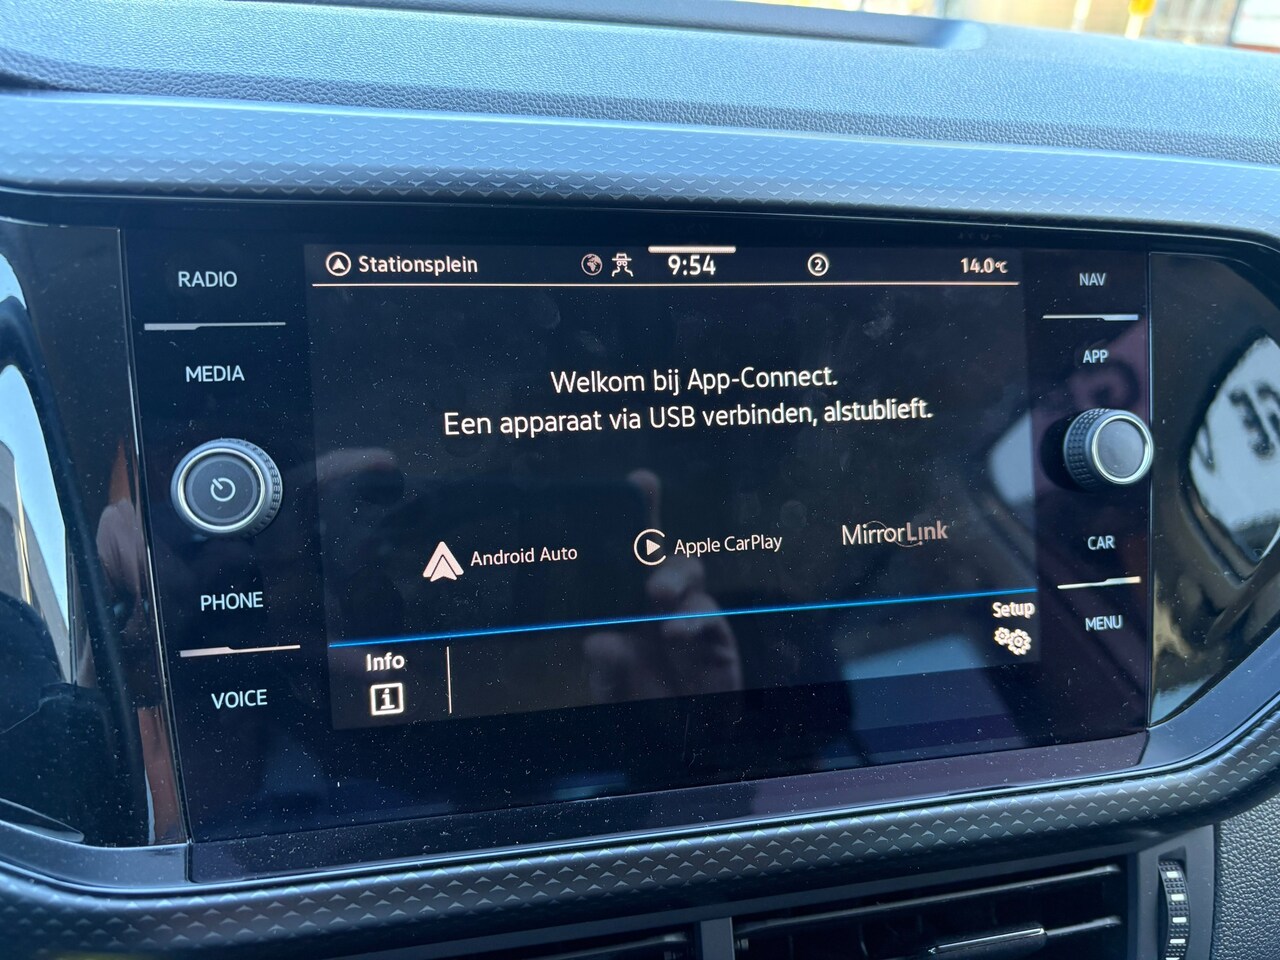 RADIO
MEDIA
PHONE
VOICE
Stationsplein
9:54
2
14.0°C
Welkom bij App-Connect.
Een apparaat via USB verbinden, alstublieft.
Android Auto
Apple CarPlay
MirrorLink
Setup
Info
i
NAV
APP
CAR
MENU